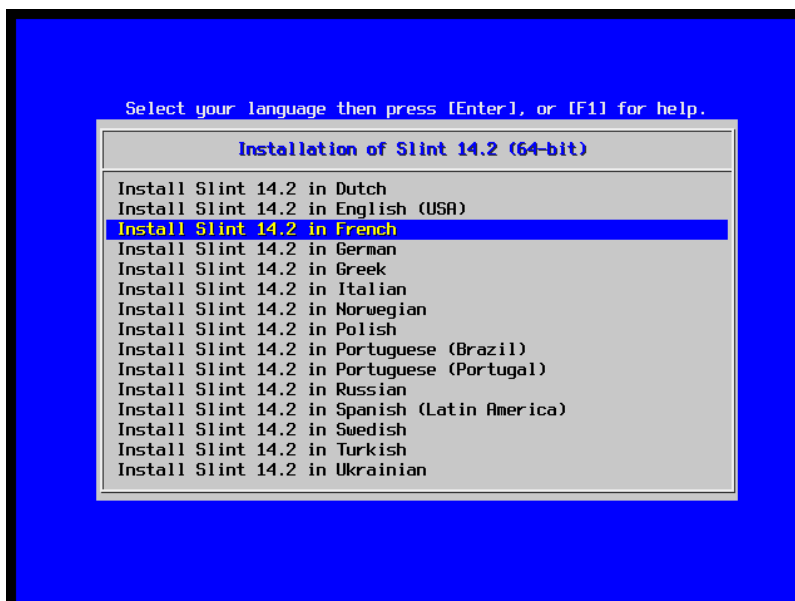 Select your language then press [Enter], or [F1] for help.
Installation of Slint 14.2 (64-bit)
Install Slint 14.2 in Dutch
Install Slint 14.2 in English (USA)
Install Slint 14.2 in French
Install Slint 14.2 in German
Install Slint 14.2 in Greek
Install Slint 14.2 in Italian
Install Slint 14.2 in Norwegian
Install Slint 14.2 in Polish
Install Slint 14.2 in Portuguese (Brazil)
Install Slint 14.2 in Portuguese (Portugal)
Install Slint 14.2 in Russian
Install Slint 14.2 in Spanish (Latin America)
Install Slint 14.2 in Swedish
Install Slint 14.2 in Turkish
Install Slint 14.2 in Ukrainian